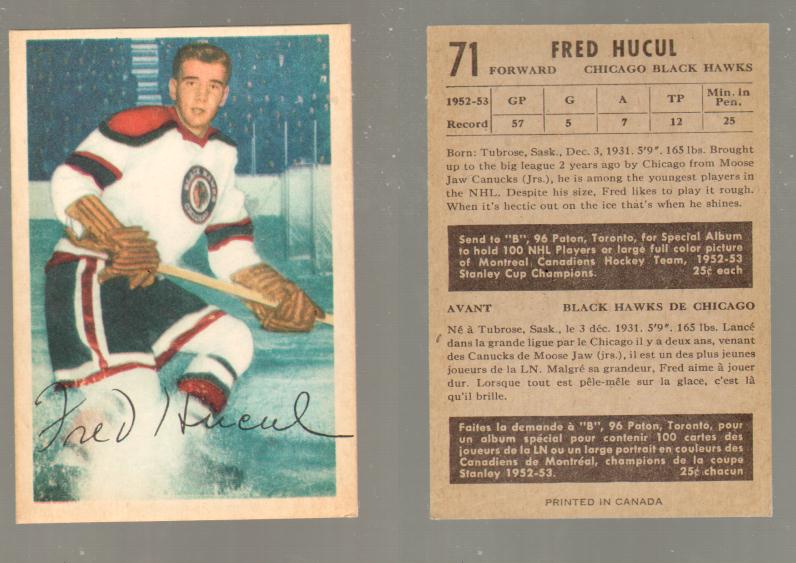 BLACK HAWKS
CHICAGO
Fred Hucul
71 FRED HUCUL
FORWARD CHICAGO BLACK HAWKS
1952-53 GP G A TP Min. in Pen.
Record 57 5 7 12 25
Born: Tubrose, Sask., Dec. 3, 1931. 5'9". 165 lbs. Brought
up to the big league 2 years ago by Chicago from Moose
Jaw Canucks (Jrs.), he is among the youngest players in
the NHL. Despite his size, Fred likes to play it rough.
When it's hectic out on the ice that's when he shines.
Send to "B", 96 Paton, Toronto, for Special Album
to hold 100 NHL Players or large full color picture
of Montreal Canadiens Hockey Team, 1952-53
Stanley Cup Champions. 25¢ each
AVANT BLACK HAWKS DE CHICAGO
Né à Tubrose, Sask., le 3 déc. 1931. 5'9". 165 lbs. Lancé
dans la grande ligue par le Chicago il y a deux ans, venant
des Canucks de Moose Jaw (jrs.), il est un des plus jeunes
joueurs de la LN. Malgré sa grandeur, Fred aime à jouer
dur. Lorsque tout est pêle-mêle sur la glace, c'est là
qu'il brille.
Faites la demande à "B", 96 Paton, Toronto, pour
un album spécial pour contenir 100 cartes des
joueurs de la LN ou un large portrait en couleurs des
Canadiens de Montréal, champions de la coupe
Stanley 1952-53. 25¢ chacun
PRINTED IN CANADA